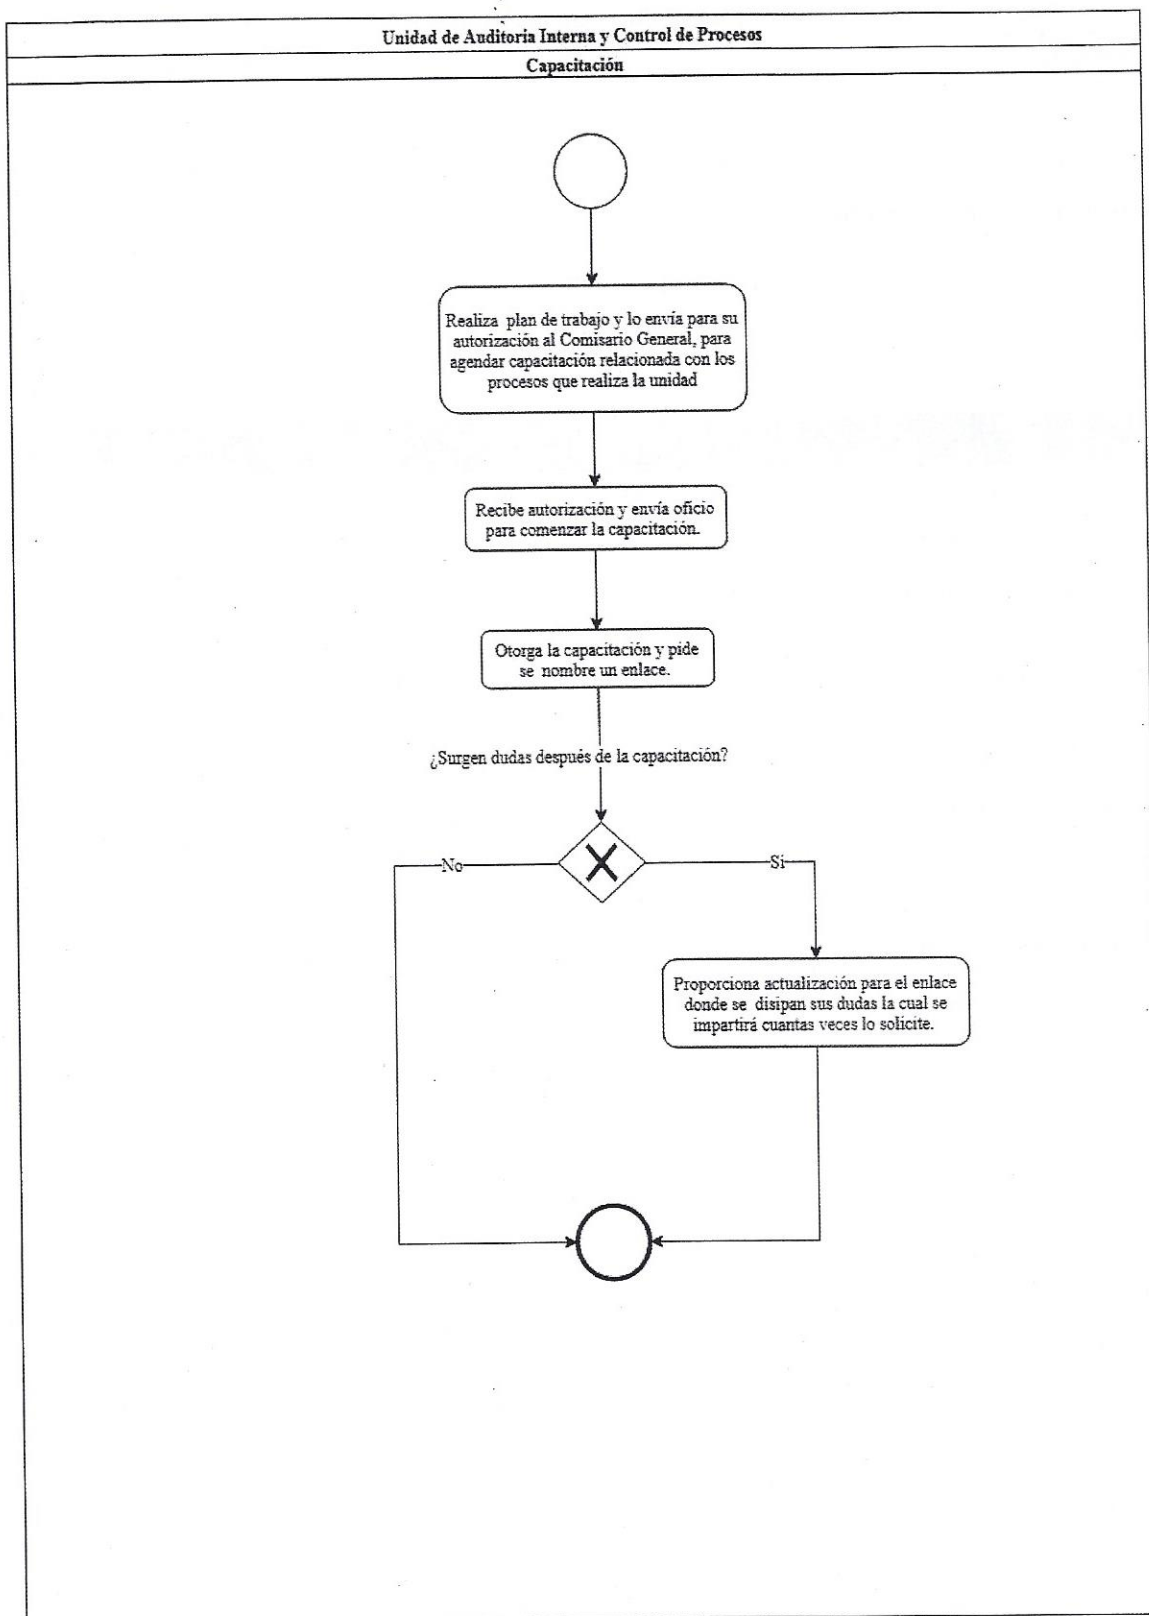 Unidad de Auditoría Interna y Control de Procesos
Capacitación
Realiza plan de trabajo y lo envía para su
autorización al Comisario General, para
agendar capacitación relacionada con los
procesos que realiza la unidad
Recibe autorización y envía oficio
para comenzar la capacitación.
Otorga la capacitación y pide
se nombre un enlace.
¿Surgen dudas después de la capacitación?
No
Si
Proporciona actualización para el enlace
donde se disipan sus dudas la cual se
impartirá cuantas veces lo solicite.